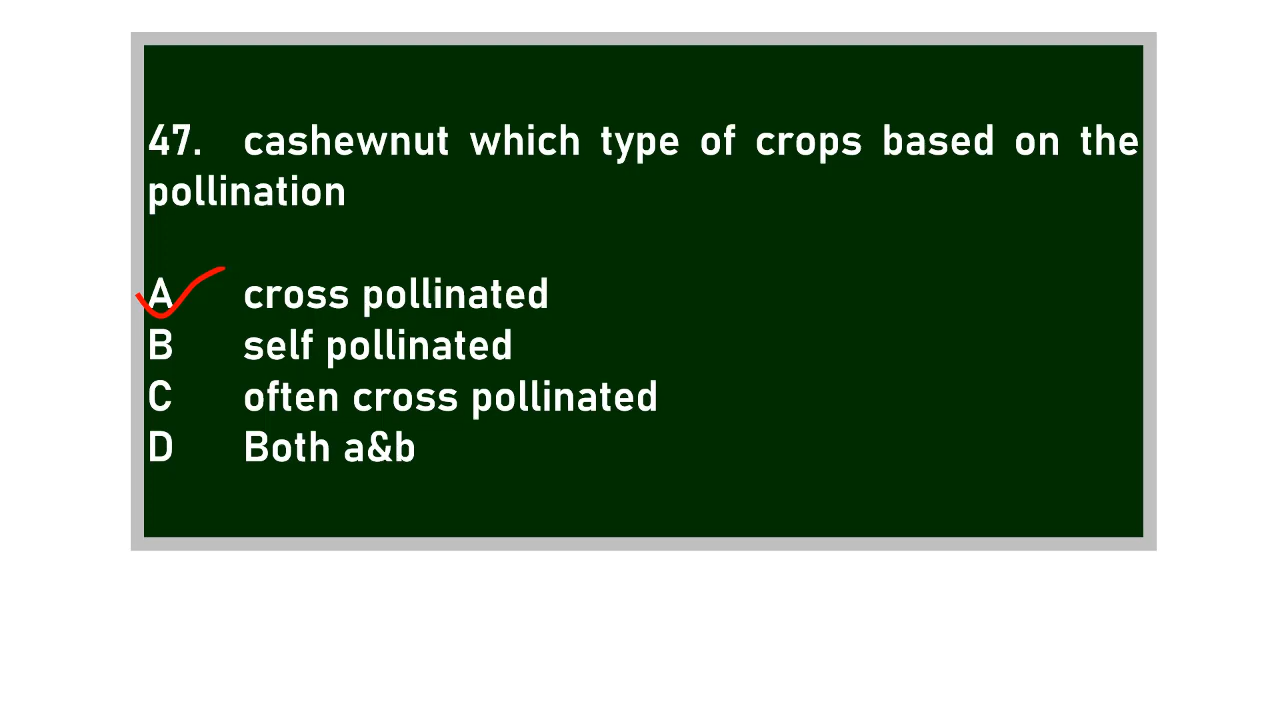 47. cashewnut which type of crops based on the
pollination
A cross pollinated
B self pollinated
C often cross pollinated
D Both a&b